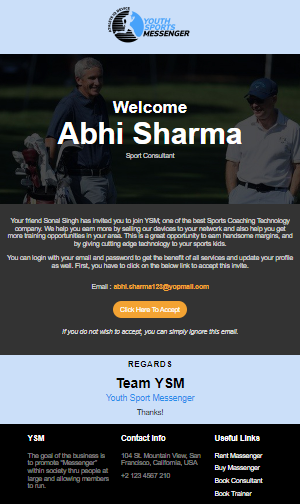 YOUTH
SPORTS
MESSENGER
Welcome
Abhi Sharma
Sport Consultant
Your friend Sonal Singh has invited you to join YSM; one of the best Sports Coaching Technology
company. We help you earn more by selling our devices to your network and also help you get
more training opportunities in your area. This is a great opportunity to earn handsome margins, and
by giving cutting edge technology to your sports kids.
You can login with your email and password to get the benefit of all services and update your profile
as well. First, you have to click on the below link to accept this invite.
Email : abhi.sharma123@yopmail.com
Click Here To Accept
If you do not wish to accept, you can simply ignore this email.
REGARDS
Team YSM
Youth Sport Messenger
Thanks!
YSM
The goal of the business is
to promote "Messenger"
within society thru people at
large and allowing members
to run.
Contact Info
104 St. Mountain View, San
Francisco, California, USA
+2 123 4567 210
Useful Links
Rent Messenger
Buy Messenger
Book Consultant
Book Trainer